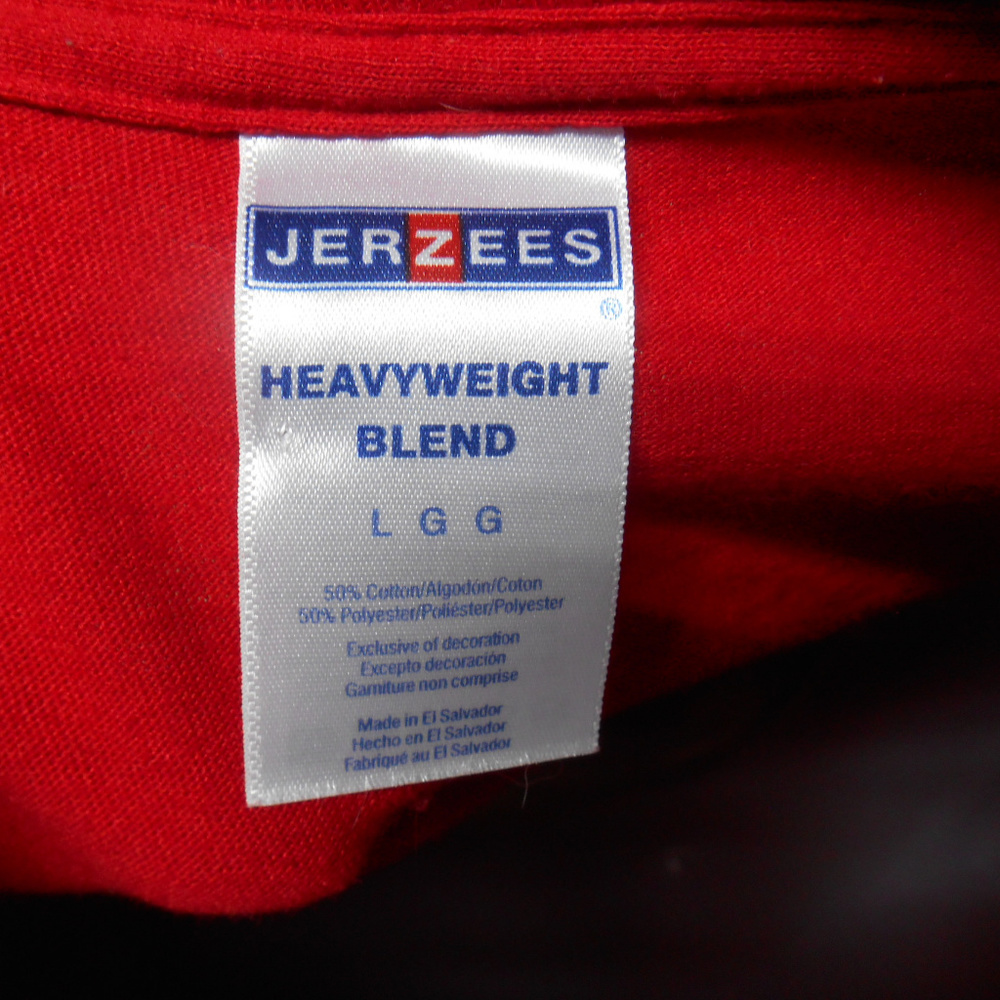 JERZEES
®
HEAVYWEIGHT
BLEND
L G G
50% Cotton/Algodón/Coton
50% Polyester/Poliéster/Polyester
Exclusive of decoration
Excepto decoración
Garniture non comprise
Made in El Salvador
Hecho en El Salvador
Fabriqué au El Salvador